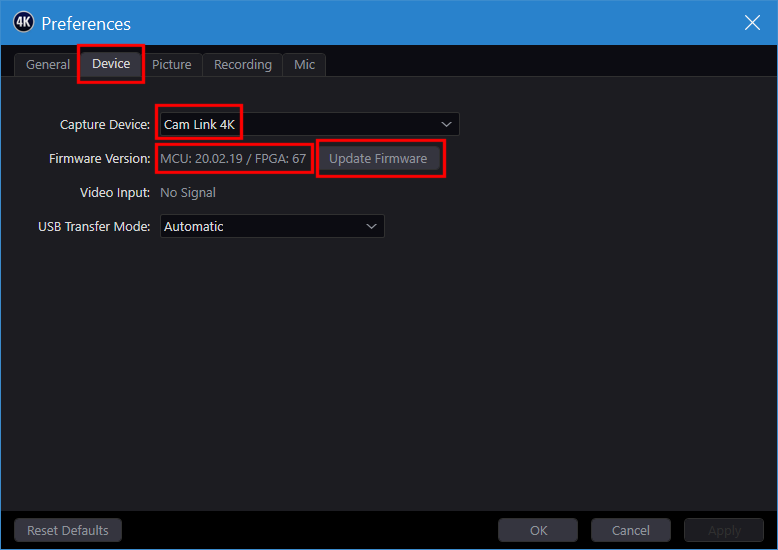 4K Preferences
General Device Picture Recording Mic
Capture Device: Cam Link 4K
Firmware Version: MCU: 20.02.19 / FPGA: 67 Update Firmware
Video Input: No Signal
USB Transfer Mode: Automatic
Reset Defaults OK Cancel Apply